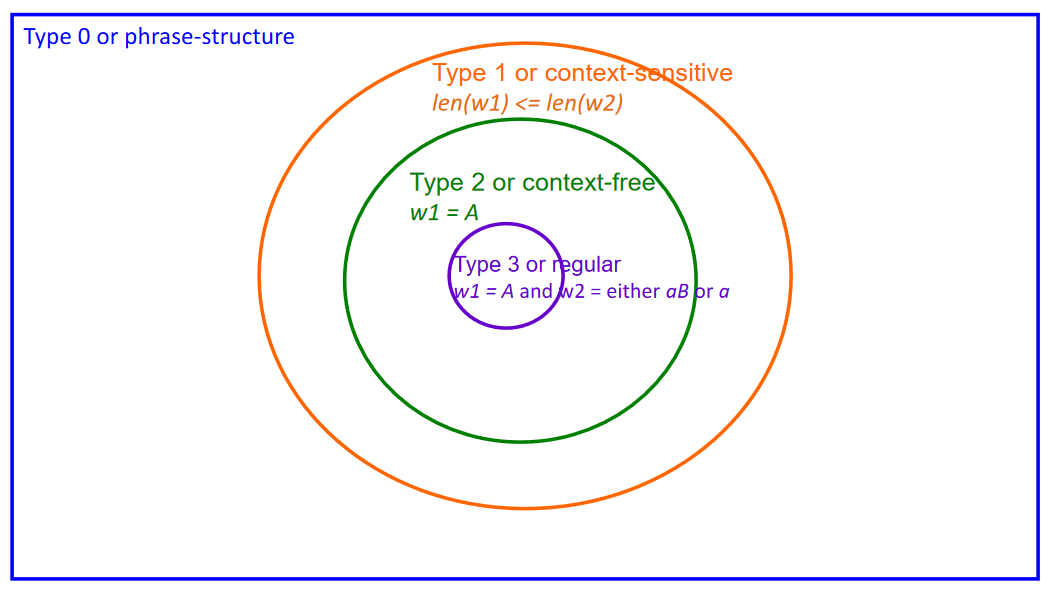 Type 0 or phrase-structure
Type 1 or context-sensitive
len(w1) <= len(w2)
Type 2 or context-free
w1 = A
Type 3 or regular
w1 = A and w2 = either aB or a